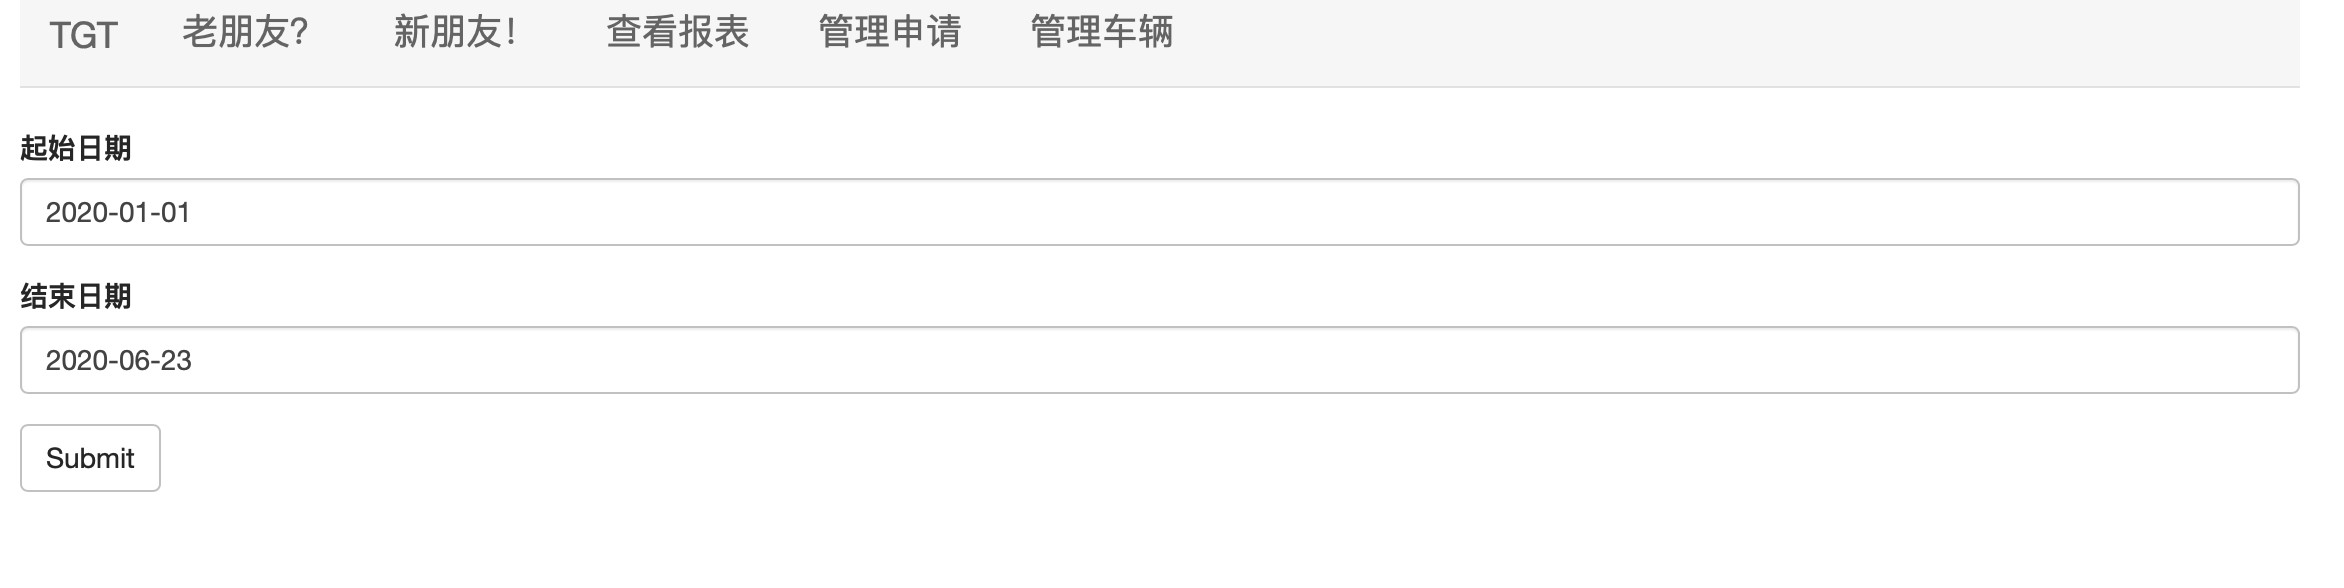 TGT 老朋友? 新朋友! 查看报表 管理申请 管理车辆
起始日期
2020-01-01
结束日期
2020-06-23
Submit